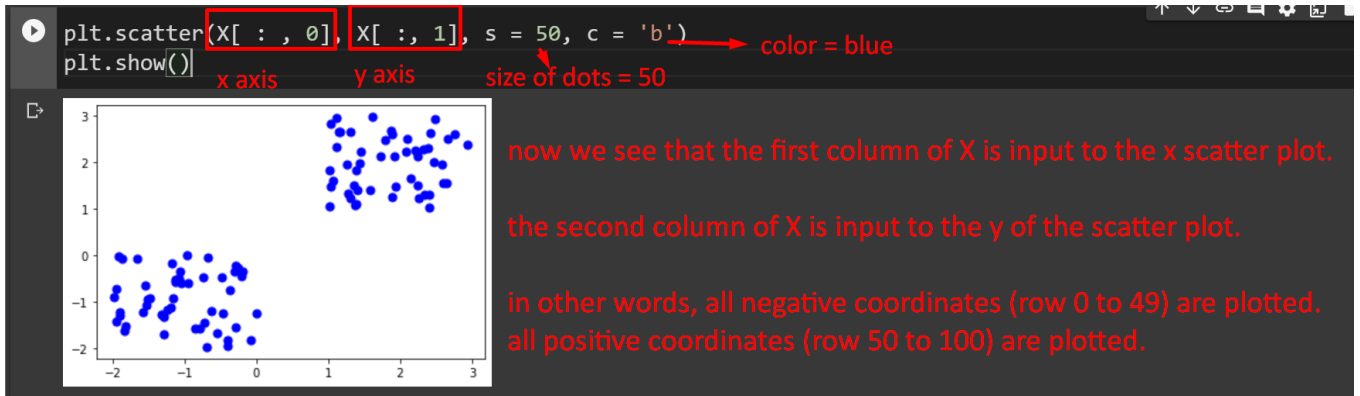 plt.scatter(X[ : , 0], X[ :, 1], s = 50, c = 'b')
color = blue
plt.show()
x axis
y axis
size of dots = 50
now we see that the first column of X is input to the x scatter plot.
the second column of X is input to the y of the scatter plot.
in other words, all negative coordinates (row 0 to 49) are plotted.
all positive coordinates (row 50 to 100) are plotted.
3
2
1
0
−1
−2
−2 −1 0 1 2 3